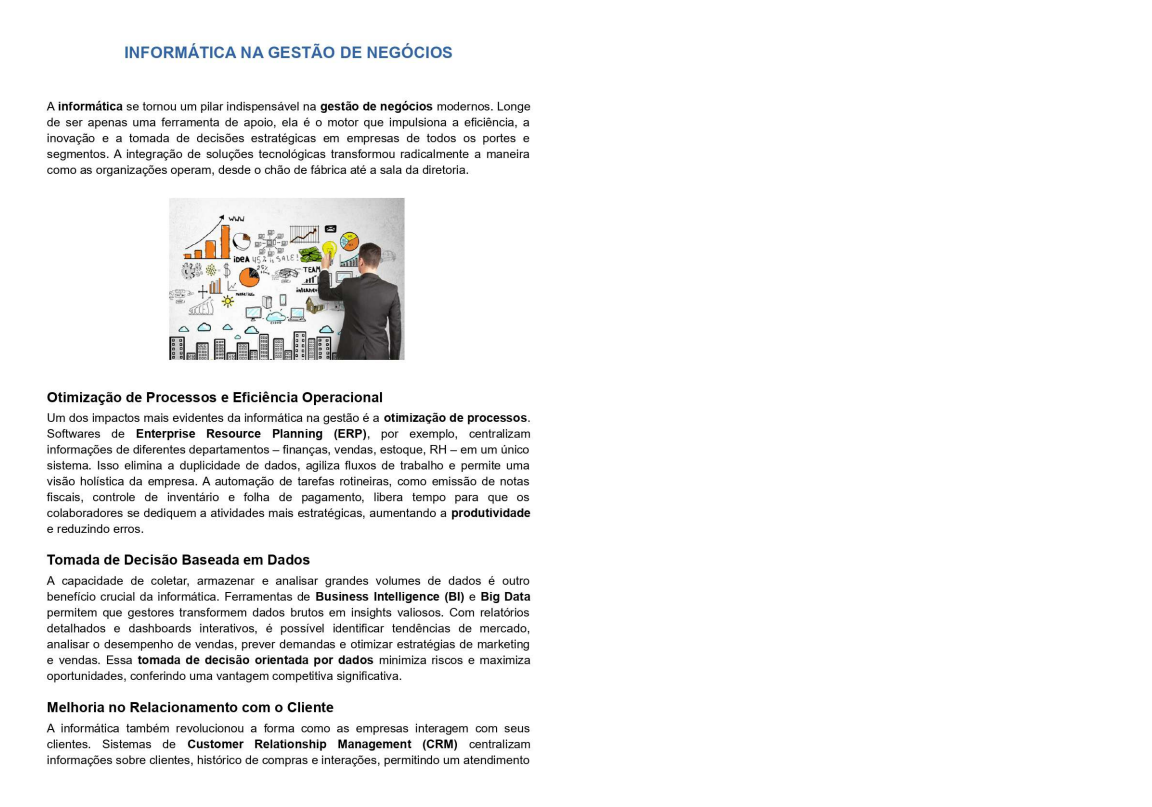 INFORMÁTICA NA GESTÃO DE NEGÓCIOS
A informática se tornou um pilar indispensável na gestão de negócios modernos. Longe
de ser apenas uma ferramenta de apoio, ela é o motor que impulsiona a eficiência, a
inovação e a tomada de decisões estratégicas em empresas de todos os portes e
segmentos. A integração de soluções tecnológicas transformou radicalmente a maneira
como as organizações operam, desde o chão de fábrica até a sala da diretoria.
WWW
iDEA 45% is SALE!
25%
TEAM
Otimização de Processos e Eficiência Operacional
Um dos impactos mais evidentes da informática na gestão é a otimização de processos.
Softwares de Enterprise Resource Planning (ERP), por exemplo, centralizam
informações de diferentes departamentos – finanças, vendas, estoque, RH – em um único
sistema. Isso elimina a duplicidade de dados, agiliza fluxos de trabalho e permite uma
visão holística da empresa. A automação de tarefas rotineiras, como emissão de notas
fiscais, controle de inventário e folha de pagamento, libera tempo para que os
colaboradores se dediquem a atividades mais estratégicas, aumentando a produtividade
e reduzindo erros.
Tomada de Decisão Baseada em Dados
A capacidade de coletar, armazenar e analisar grandes volumes de dados é outro
benefício crucial da informática. Ferramentas de Business Intelligence (BI) e Big Data
permitem que gestores transformem dados brutos em insights valiosos. Com relatórios
detalhados e dashboards interativos, é possível identificar tendências de mercado,
analisar o desempenho de vendas, prever demandas e otimizar estratégias de marketing
e vendas. Essa tomada de decisão orientada por dados minimiza riscos e maximiza
oportunidades, conferindo uma vantagem competitiva significativa.
Melhoria no Relacionamento com o Cliente
A informática também revolucionou a forma como as empresas interagem com seus
clientes. Sistemas de Customer Relationship Management (CRM) centralizam
informações sobre clientes, histórico de compras e interações, permitindo um atendimento